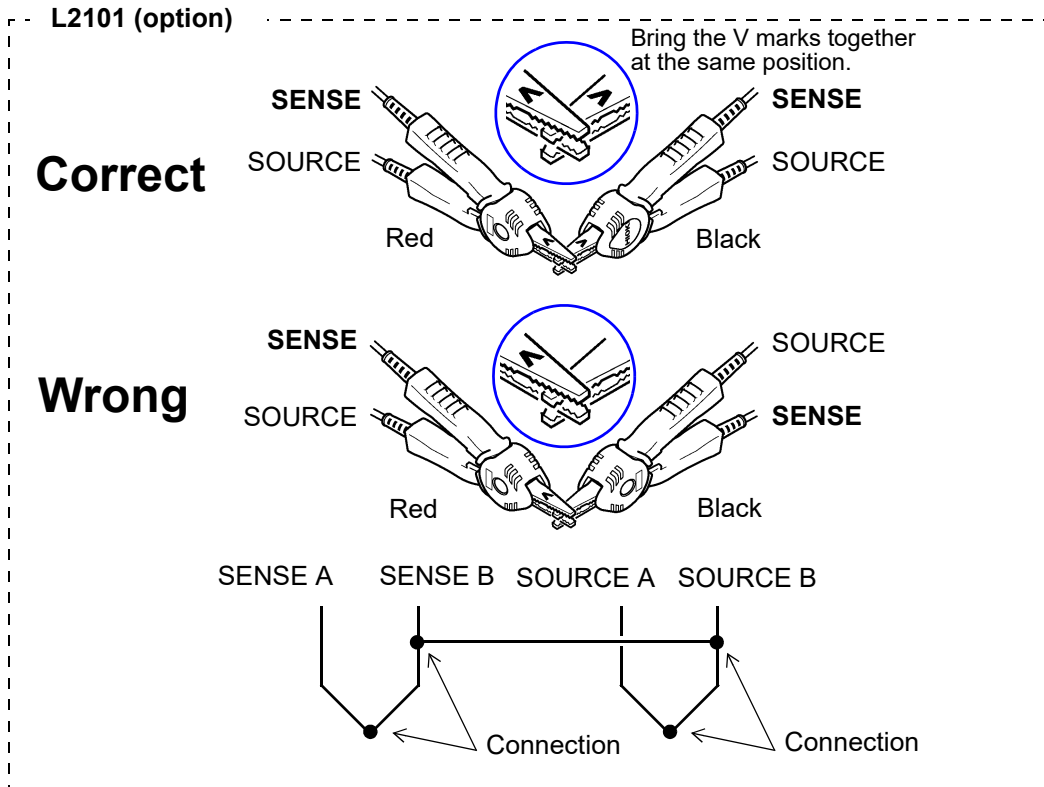 L2101 (option)
Bring the V marks together
at the same position.
SENSE
SENSE
Correct
SOURCE
SOURCE
Red
Black
SENSE
SOURCE
Wrong
SOURCE
SENSE
Red
Black
SENSE A
SENSE B
SOURCE A
SOURCE B
Connection
Connection